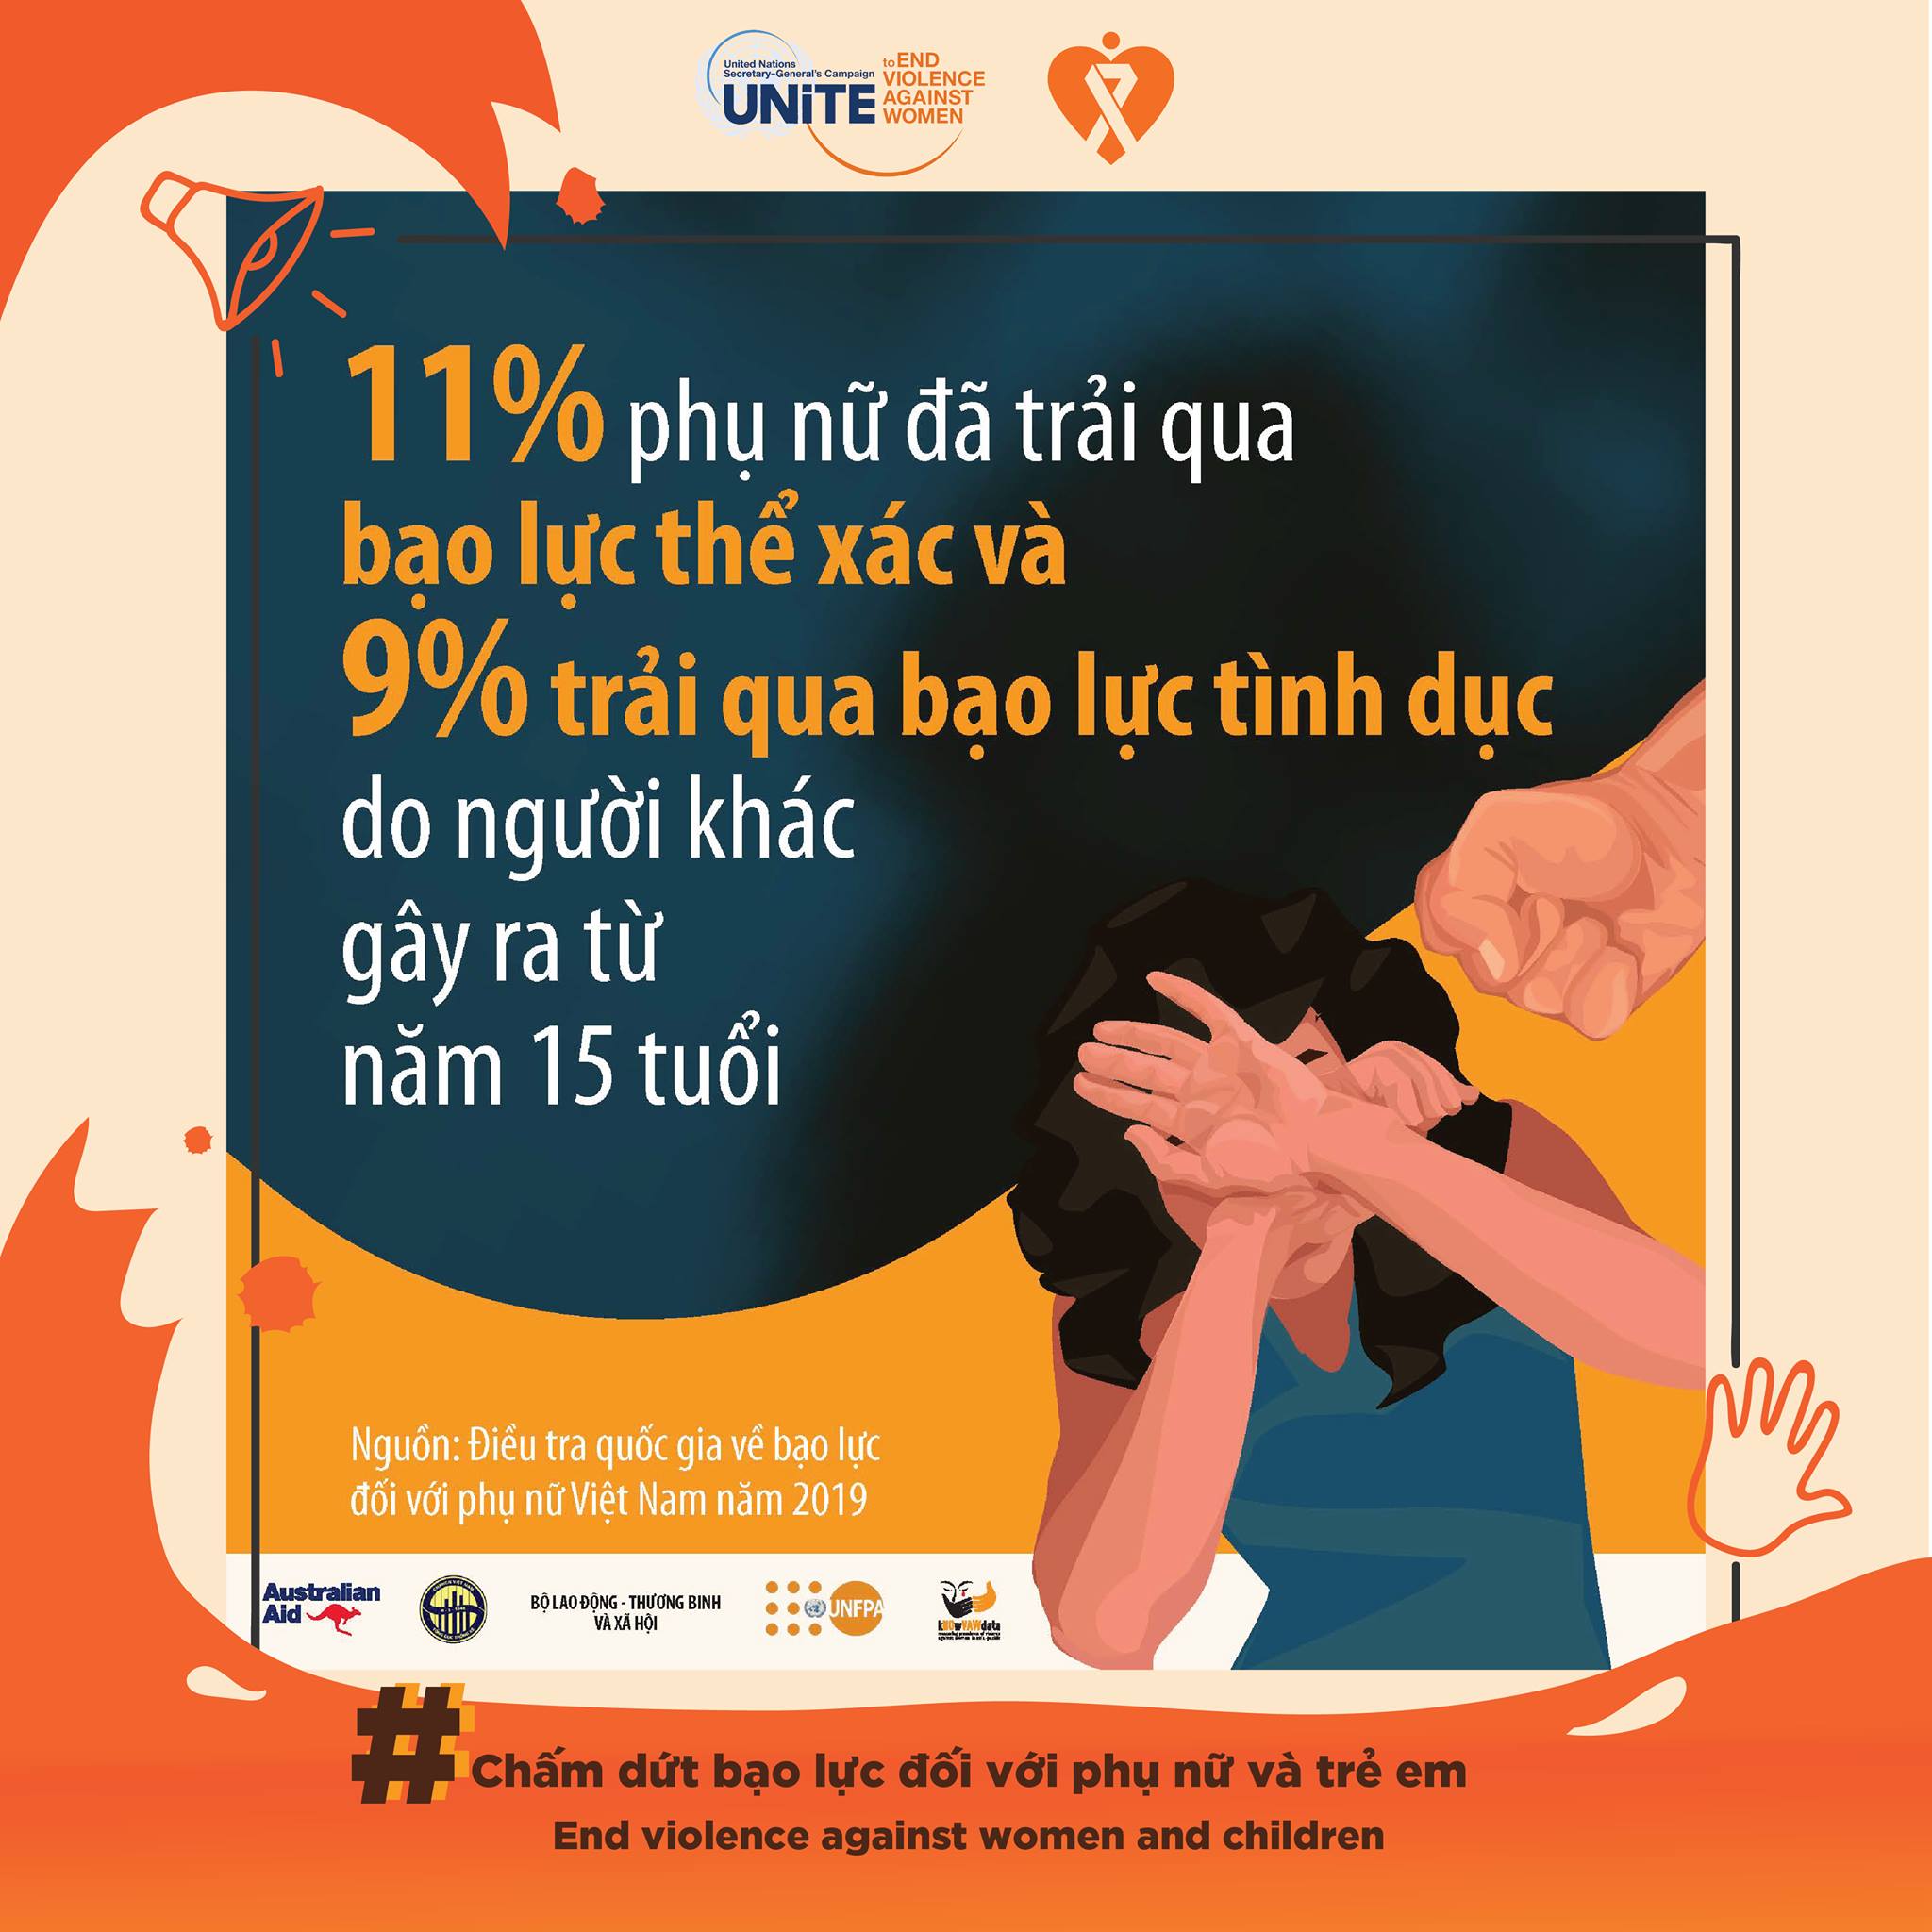 United Nations
Secretary-General's Campaign
UNiTE
to END
VIOLENCE
AGAINST
WOMEN
11% phụ nữ đã trải qua
bạo lực thể xác và
9% trải qua bạo lực tình dục
do người khác
gây ra từ
năm 15 tuổi
Nguồn: Điều tra quốc gia về bạo lực
đối với phụ nữ Việt Nam năm 2019
Australian
Aid
BỘ LAO ĐỘNG - THƯƠNG BINH
VÀ XÃ HỘI
UNFPA
kNOwVAWdata
#Chấm dứt bạo lực đối với phụ nữ và trẻ em
End violence against women and children